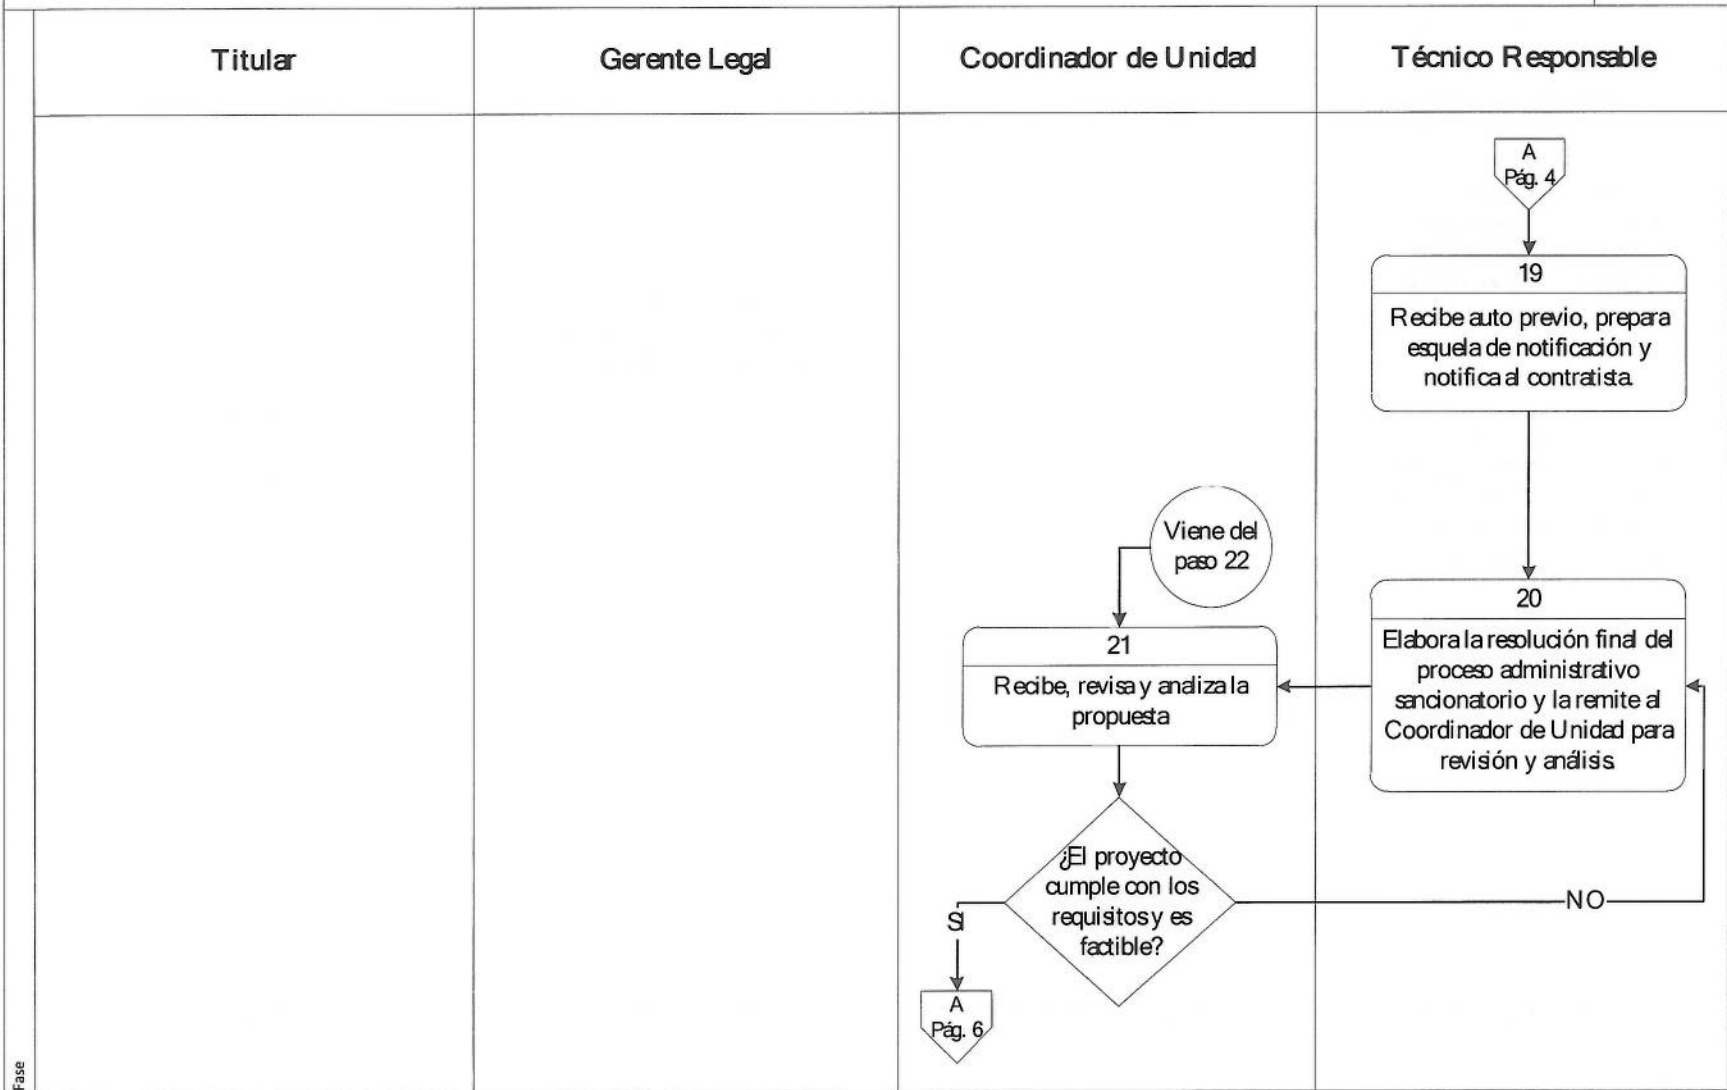 Titular
Gerente Legal
Coordinador de Unidad
Técnico Responsable
A
Pág. 4
19
Recibe auto previo, prepara
esquela de notificación y
notifica al contratista.
Viene del
paso 22
20
Elabora la resolución final del
proceso administrativo
sancionatorio y la remite al
Coordinador de Unidad para
revisión y análisis.
21
Recibe, revisa y analiza la
propuesta
¿El proyecto
cumple con los
requisitos y es
factible?
NO
SÍ
A
Pág. 6
Fase